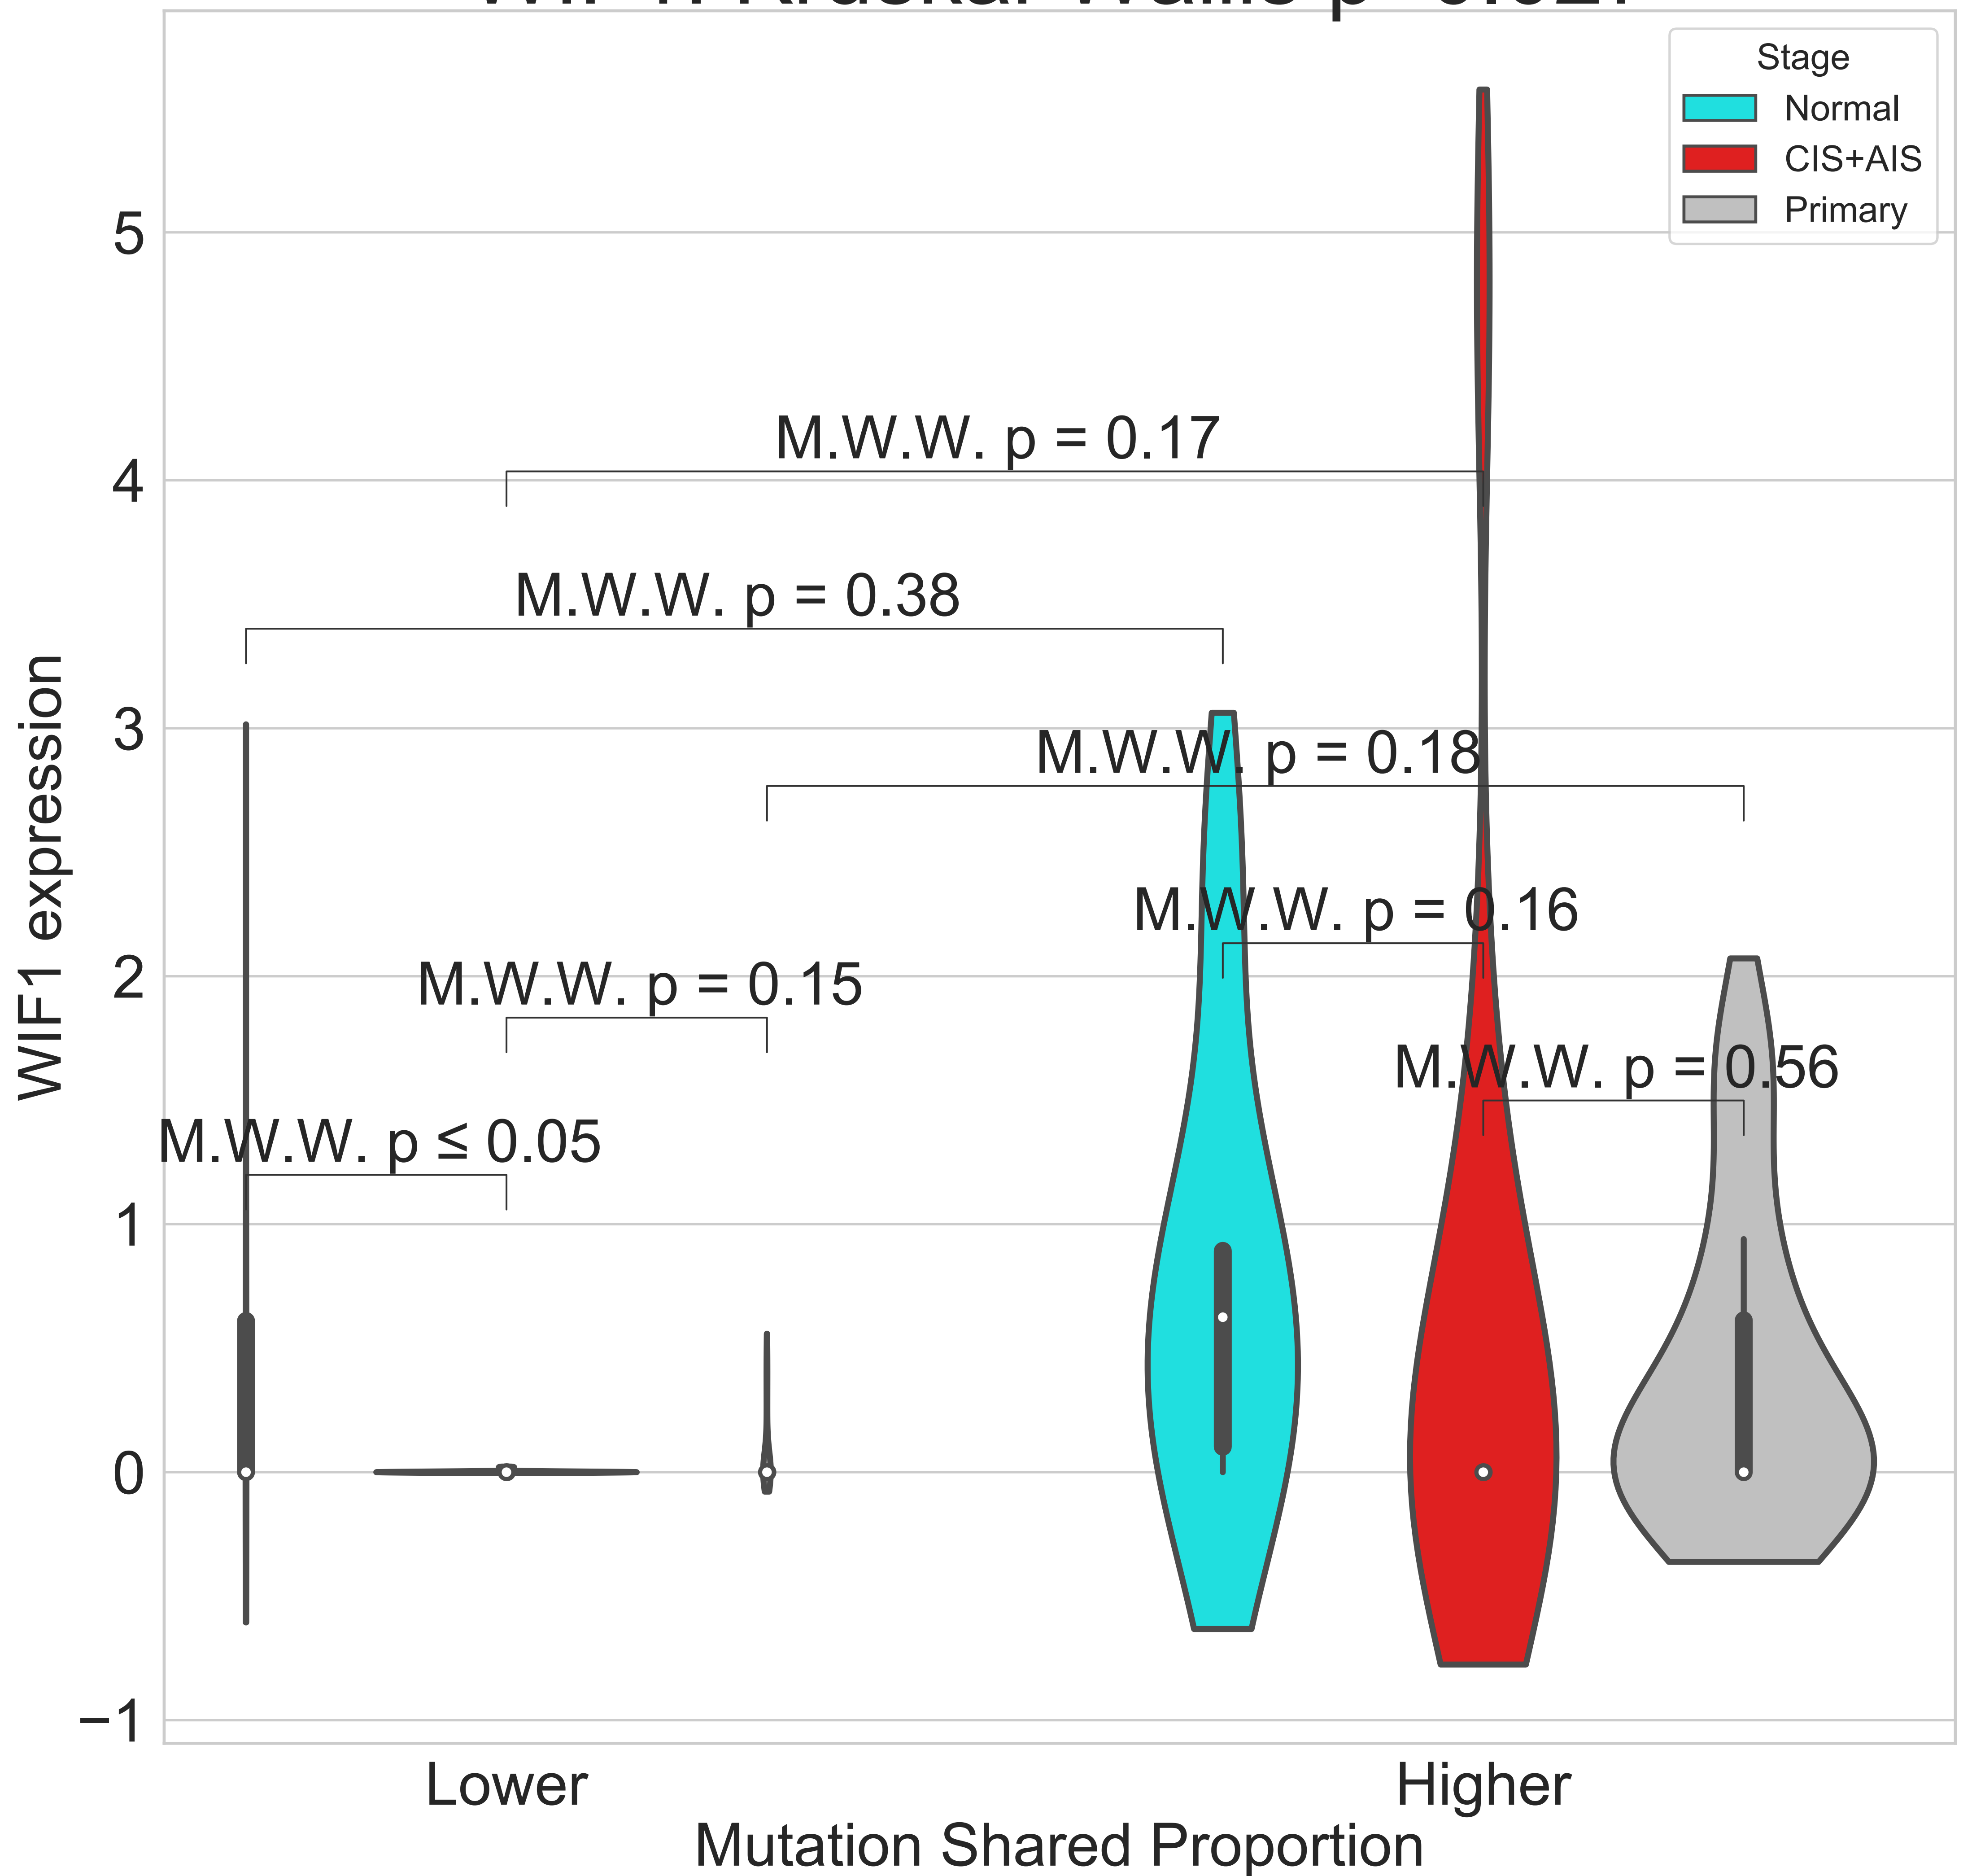 Stage
Normal
CIS+AIS
Primary
5
4
3
2
1
0
−1
WIF1 expression
M.W.W. p = 0.17
M.W.W. p = 0.38
M.W.W. p = 0.18
M.W.W. p = 0.16
M.W.W. p = 0.15
M.W.W. p = 0.56
M.W.W. p ≤ 0.05
Lower
Higher
Mutation Shared Proportion